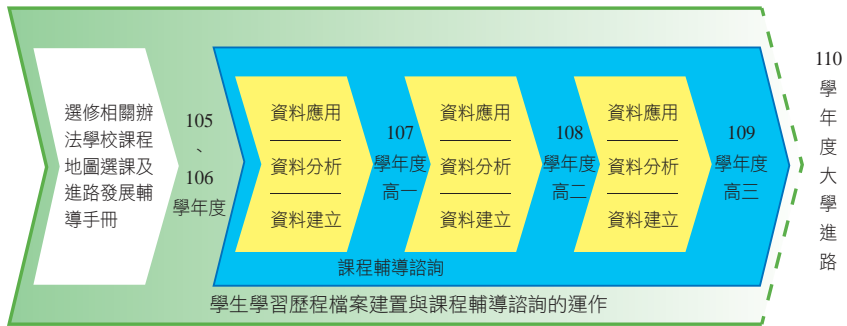 選修相關辦
法學校課程
地圖選課及
進路發展輔
導手冊
105
、
106
學年度
資料應用
資料分析
資料建立
107
學年度
高一
資料應用
資料分析
資料建立
108
學年度
高二
資料應用
資料分析
資料建立
109
學年度
高三
課程輔導諮詢
學生學習歷程檔案建置與課程輔導諮詢的運作
110
學
年
度
大
學
進
路